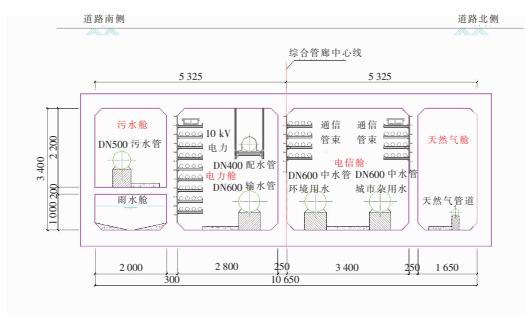 道路南侧
道路北侧
综合管廊中心线
5 325
5 325
污水舱
DN500 污水管
雨水舱
10 kV
电力
DN400 配水管
电力舱
DN600 输水管
通信
管束
通信
管束
电信舱
DN600 中水管
环境用水
DN600 中水管
城市杂用水
天然气舱
天然气管道
3 400
2 200
200
1 000
2 000
300
2 800
250
3 400
250
1 650
10 650